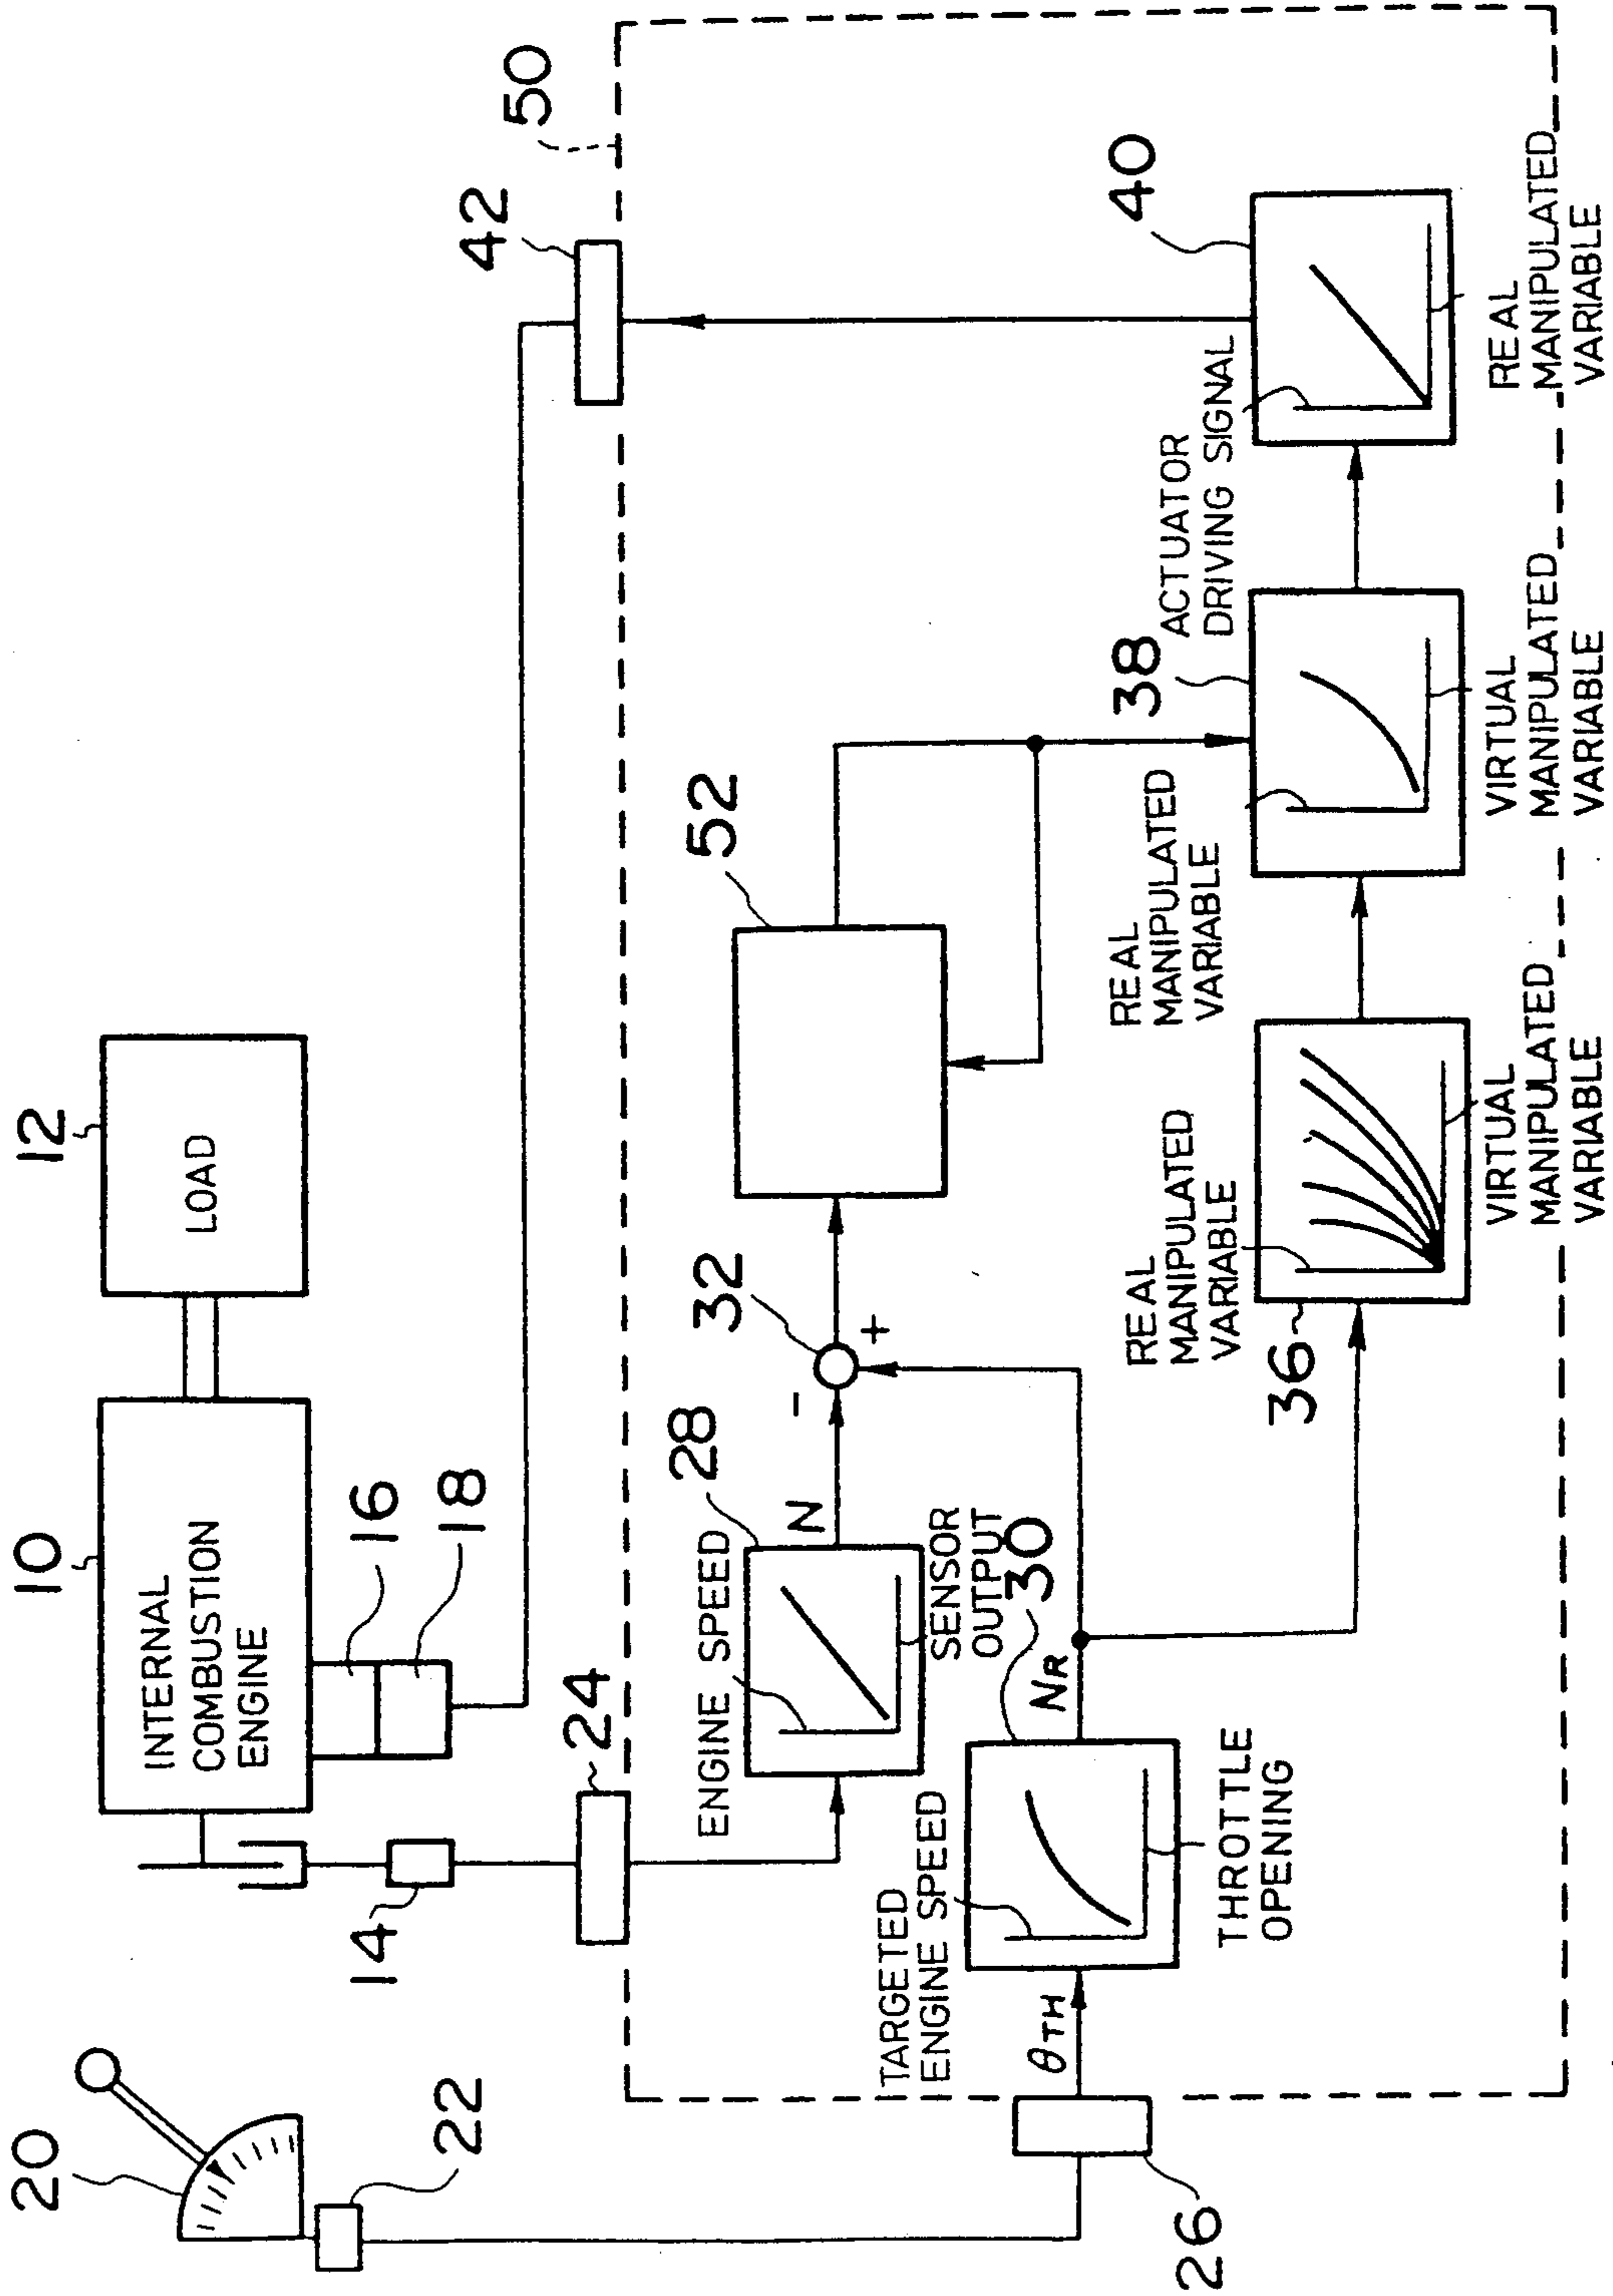 20
22
10
INTERNAL
COMBUSTION
ENGINE
12
LOAD
16
18
14
24
42
50
ENGINE SPEED
28
N
SENSOR
OUTPUT
−
+
32
52
TARGETED
ENGINE SPEED
θTH
26
30
NR
THROTTLE
OPENING
REAL
MANIPULATED
VARIABLE
36
VIRTUAL
MANIPULATED
VARIABLE
REAL
MANIPULATED
VARIABLE
38
VIRTUAL
MANIPULATED
VARIABLE
ACTUATOR
DRIVING SIGNAL
40
REAL
MANIPULATED
VARIABLE